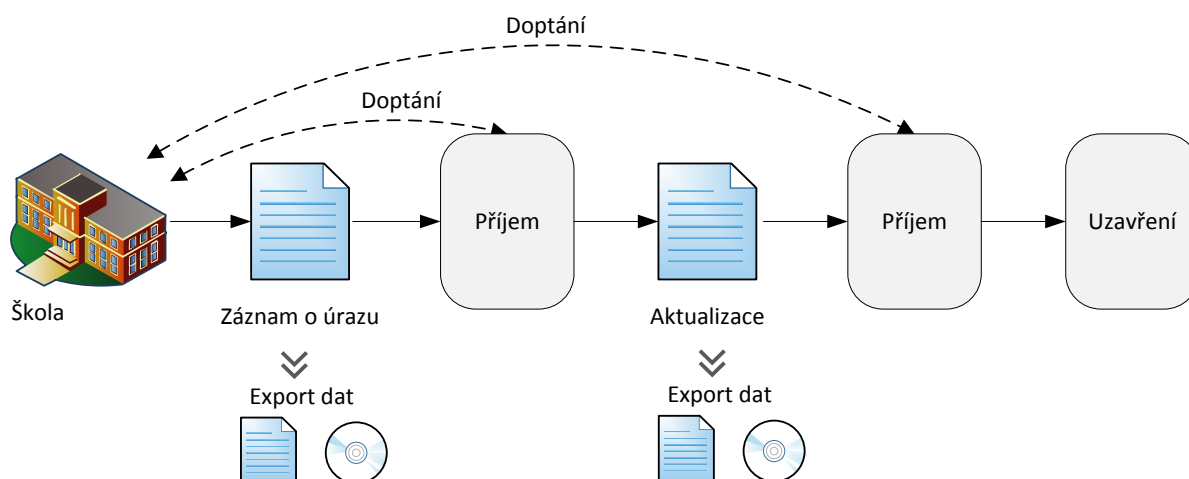 Doptání
Doptání
Příjem
Příjem
Uzavření
Škola
Záznam o úrazu
Aktualizace
Export dat
Export dat